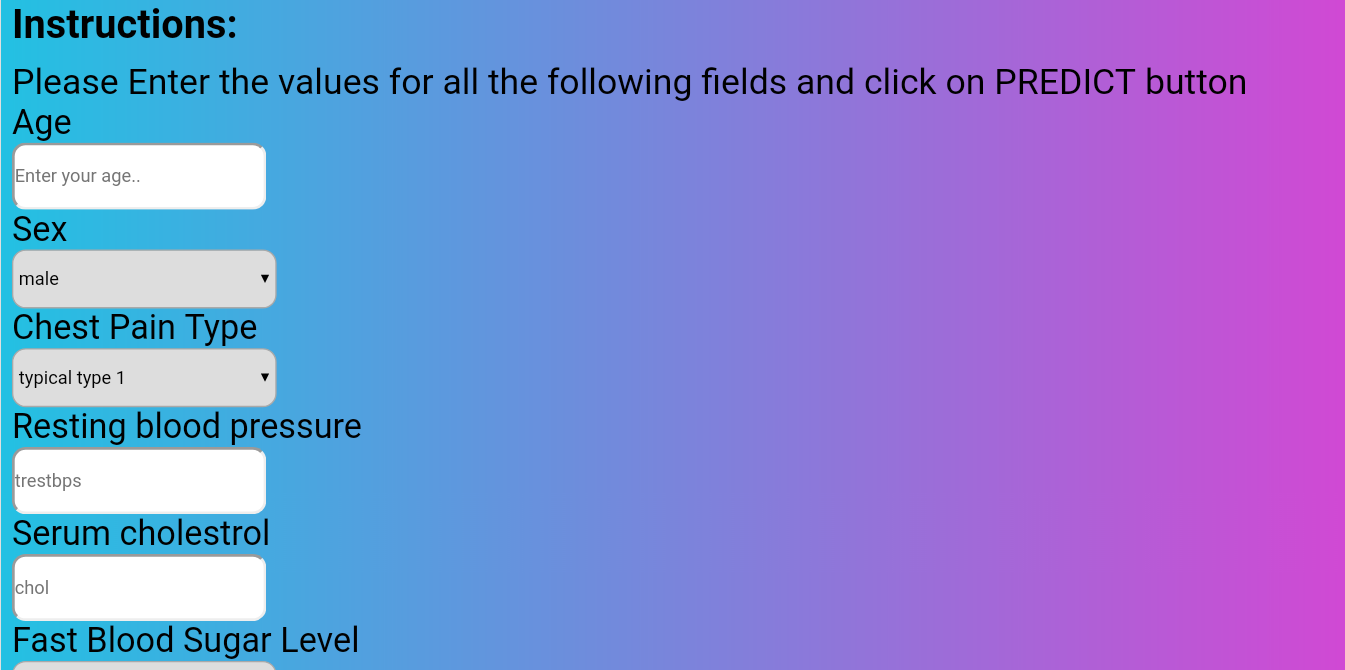 Instructions:
Please Enter the values for all the following fields and click on PREDICT button
Age
Enter your age..
Sex
male
Chest Pain Type
typical type 1
Resting blood pressure
trestbps
Serum cholestrol
chol
Fast Blood Sugar Level